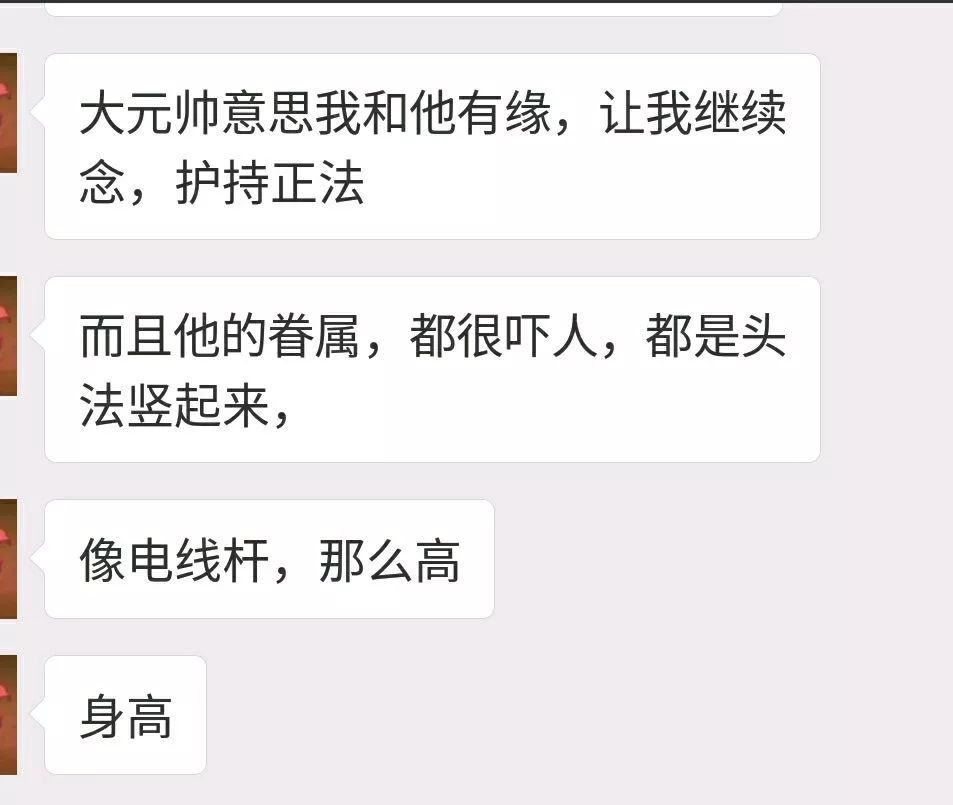 大元帅意思我和他有缘，让我继续
念，护持正法
而且他的眷属，都很吓人，都是头
法竖起来，
像电线杆，那么高
身高